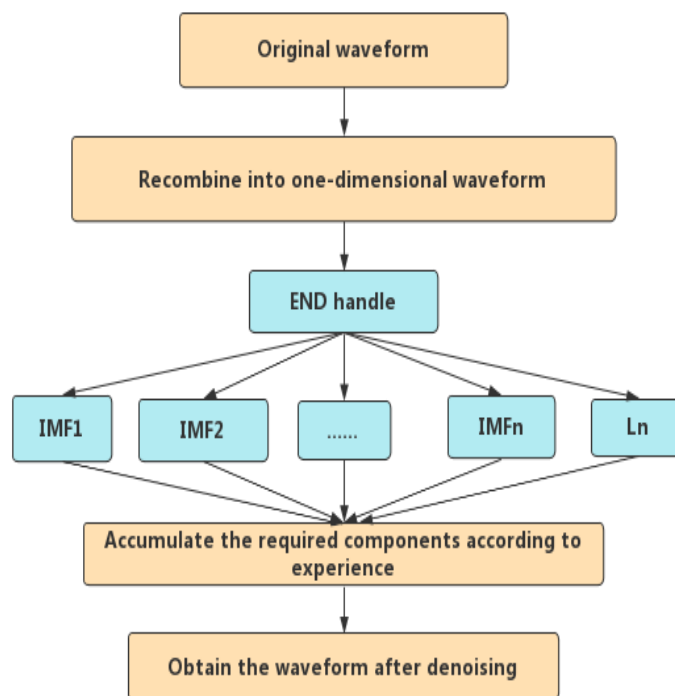 Original waveform
Recombine into one-dimensional waveform
END handle
IMF1
IMF2
......
IMFn
Ln
Accumulate the required components according to
experience
Obtain the waveform after denoising